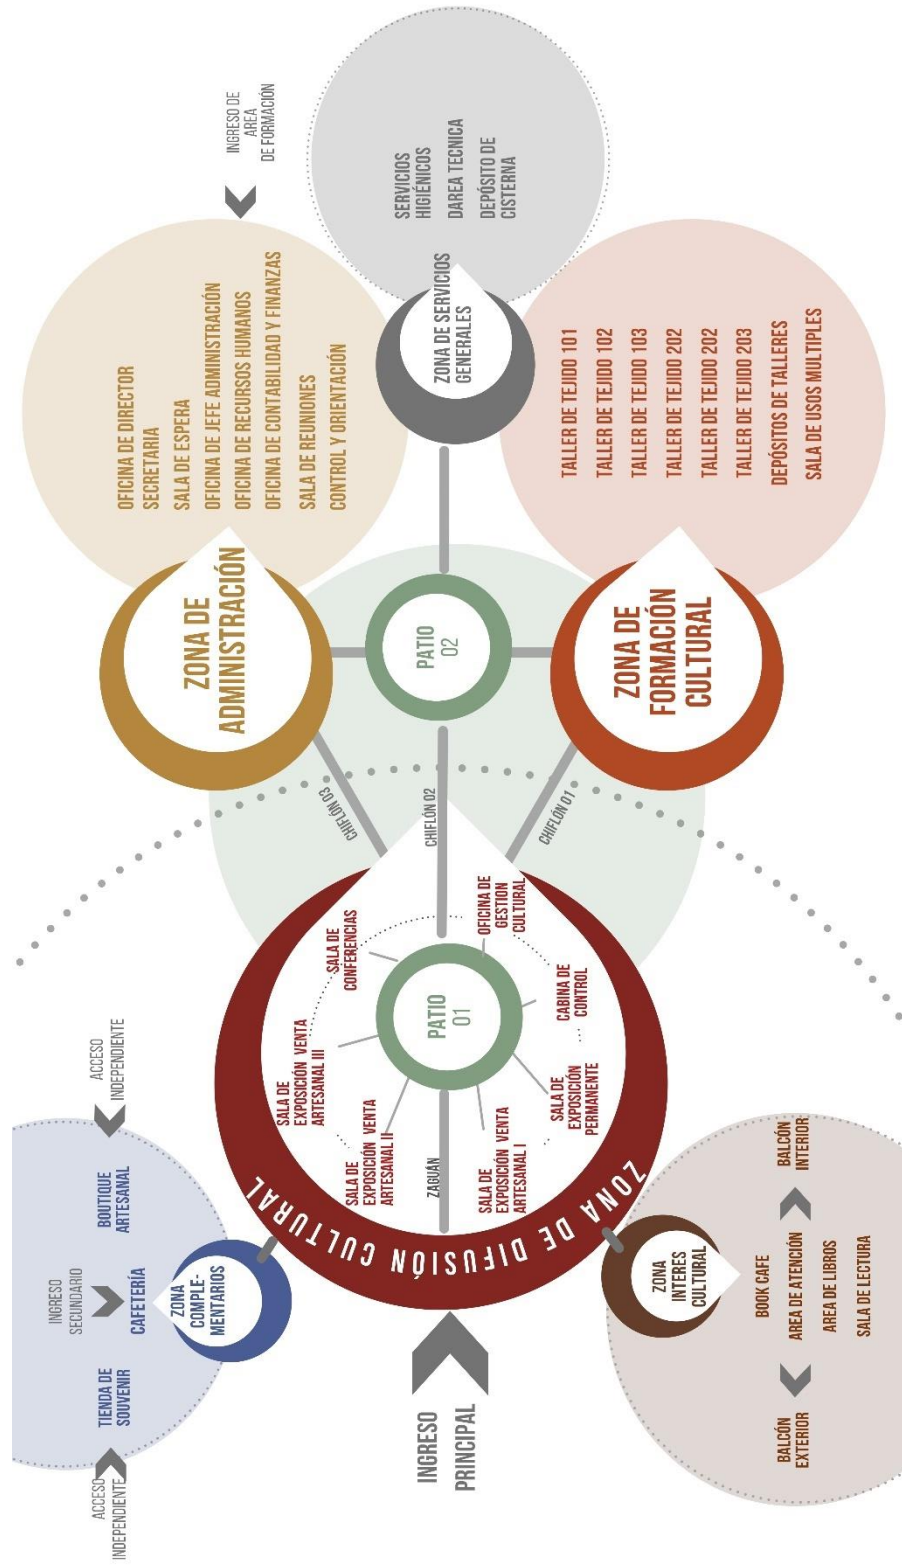 ACCESO
INDEPENDIENTE
TIENDA DE
SOUVENIR
INGRESO
SECUNDARIO
CAFETERÍA
BOUTIQUE
ARTESANAL
ACCESO
INDEPENDIENTE
ZONA
COMPLE-
MENTARIOS
INGRESO
PRINCIPAL
ZONA DE DIFUSIÓN CULTURAL
ZAGUÁN
SALA DE
EXPOSICIÓN VENTA
ARTESANAL III
SALA DE
EXPOSICIÓN VENTA
ARTESANAL II
SALA DE
EXPOSICIÓN VENTA
ARTESANAL I
SALA DE
EXPOSICIÓN
PERMANENTE
SALA DE
CONFERENCIAS
PATIO
01
OFICINA DE
GESTION
CULTURAL
CABINA DE
CONTROL
ZONA
INTERES
CULTURAL
BALCÓN
EXTERIOR
BOOK CAFE
AREA DE ATENCIÓN
AREA DE LIBROS
SALA DE LECTURA
BALCÓN
INTERIOR
CHIFLÓN 03
CHIFLÓN 02
CHIFLÓN 01
PATIO
02
ZONA DE
ADMINISTRACIÓN
OFICINA DE DIRECTOR
SECRETARIA
SALA DE ESPERA
OFICINA DE JEFE ADMINISTRACIÓN
OFICINA DE RECURSOS HUMANOS
OFICINA DE CONTABILIDAD Y FINANZAS
SALA DE REUNIONES
CONTROL Y ORIENTACIÓN
INGRESO DE
AREA
DE FORMACIÓN
ZONA DE SERVICIOS
GENERALES
SERVICIOS
HIGIÉNICOS
DAREA TECNICA
DEPÓSITO DE
CISTERNA
ZONA DE
FORMACIÓN
CULTURAL
TALLER DE TEJIDO 101
TALLER DE TEJIDO 102
TALLER DE TEJIDO 103
TALLER DE TEJIDO 202
TALLER DE TEJIDO 202
TALLER DE TEJIDO 203
DEPÓSITOS DE TALLERES
SALA DE USOS MULTIPLES